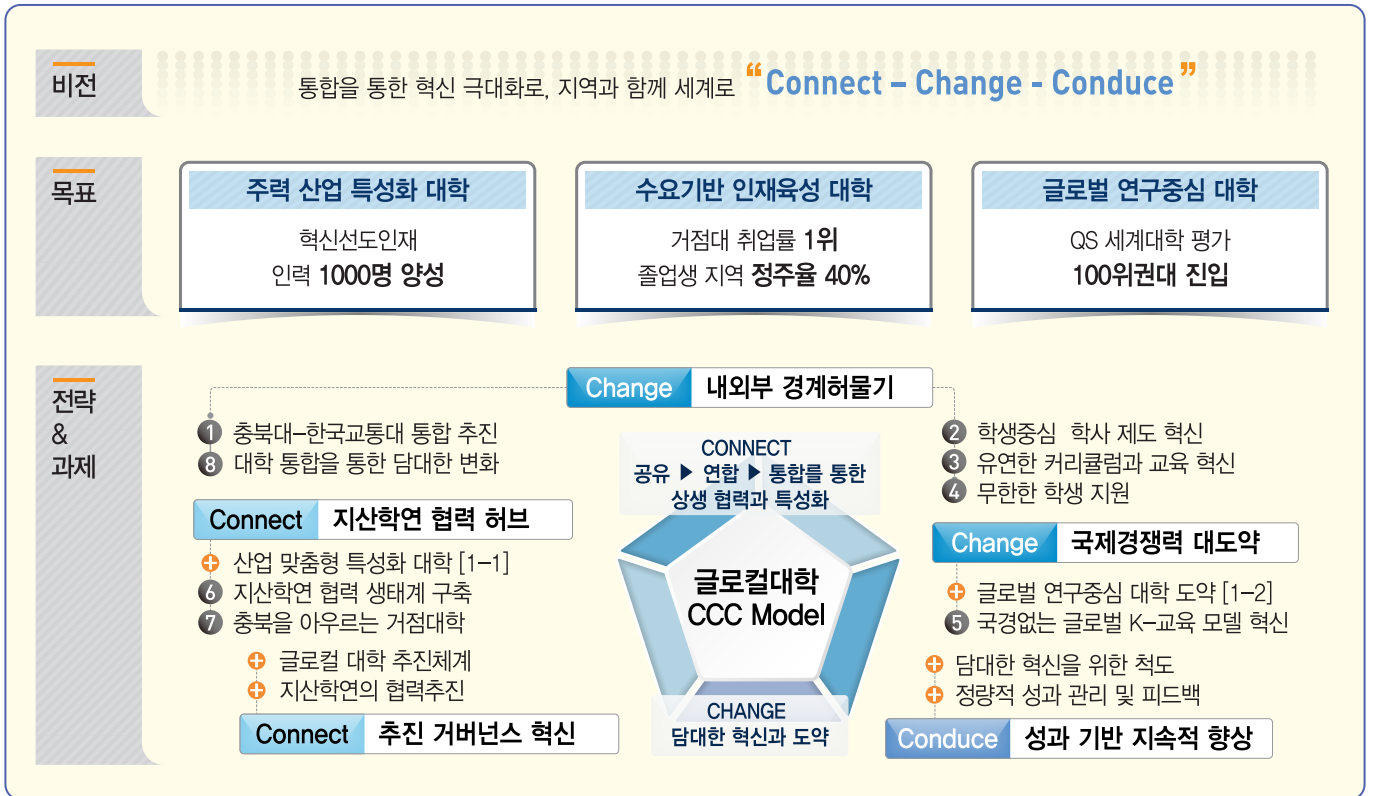 비전
통합을 통한 혁신 극대화로, 지역과 함께 세계로 “Connect – Change - Conduce”
목표
주력 산업 특성화 대학
혁신선도인재
인력 1000명 양성
수요기반 인재육성 대학
거점대 취업률 1위
졸업생 지역 정주율 40%
글로벌 연구중심 대학
QS 세계대학 평가
100위권대 진입
전략
&
과제
Change 내외부 경계허물기
1 충북대-한국교통대 통합 추진
8 대학 통합을 통한 담대한 변화
2 학생중심 학사 제도 혁신
3 유연한 커리큘럼과 교육 혁신
4 무한한 학생 지원
CONNECT
공유 ▶ 연합 ▶ 통합를 통한
상생 협력과 특성화
Connect 지산학연 협력 허브
+ 산업 맞춤형 특성화 대학 [1-1]
6 지산학연 협력 생태계 구축
7 충북을 아우르는 거점대학
글로컬대학
CCC Model
Change 국제경쟁력 대도약
+ 글로벌 연구중심 대학 도약 [1-2]
5 국경없는 글로벌 K-교육 모델 혁신
+ 글로컬 대학 추진체계
+ 지산학연의 협력추진
Connect 추진 거버넌스 혁신
CHANGE
담대한 혁신과 도약
+ 담대한 혁신을 위한 척도
+ 정량적 성과 관리 및 피드백
Conduce 성과 기반 지속적 향상